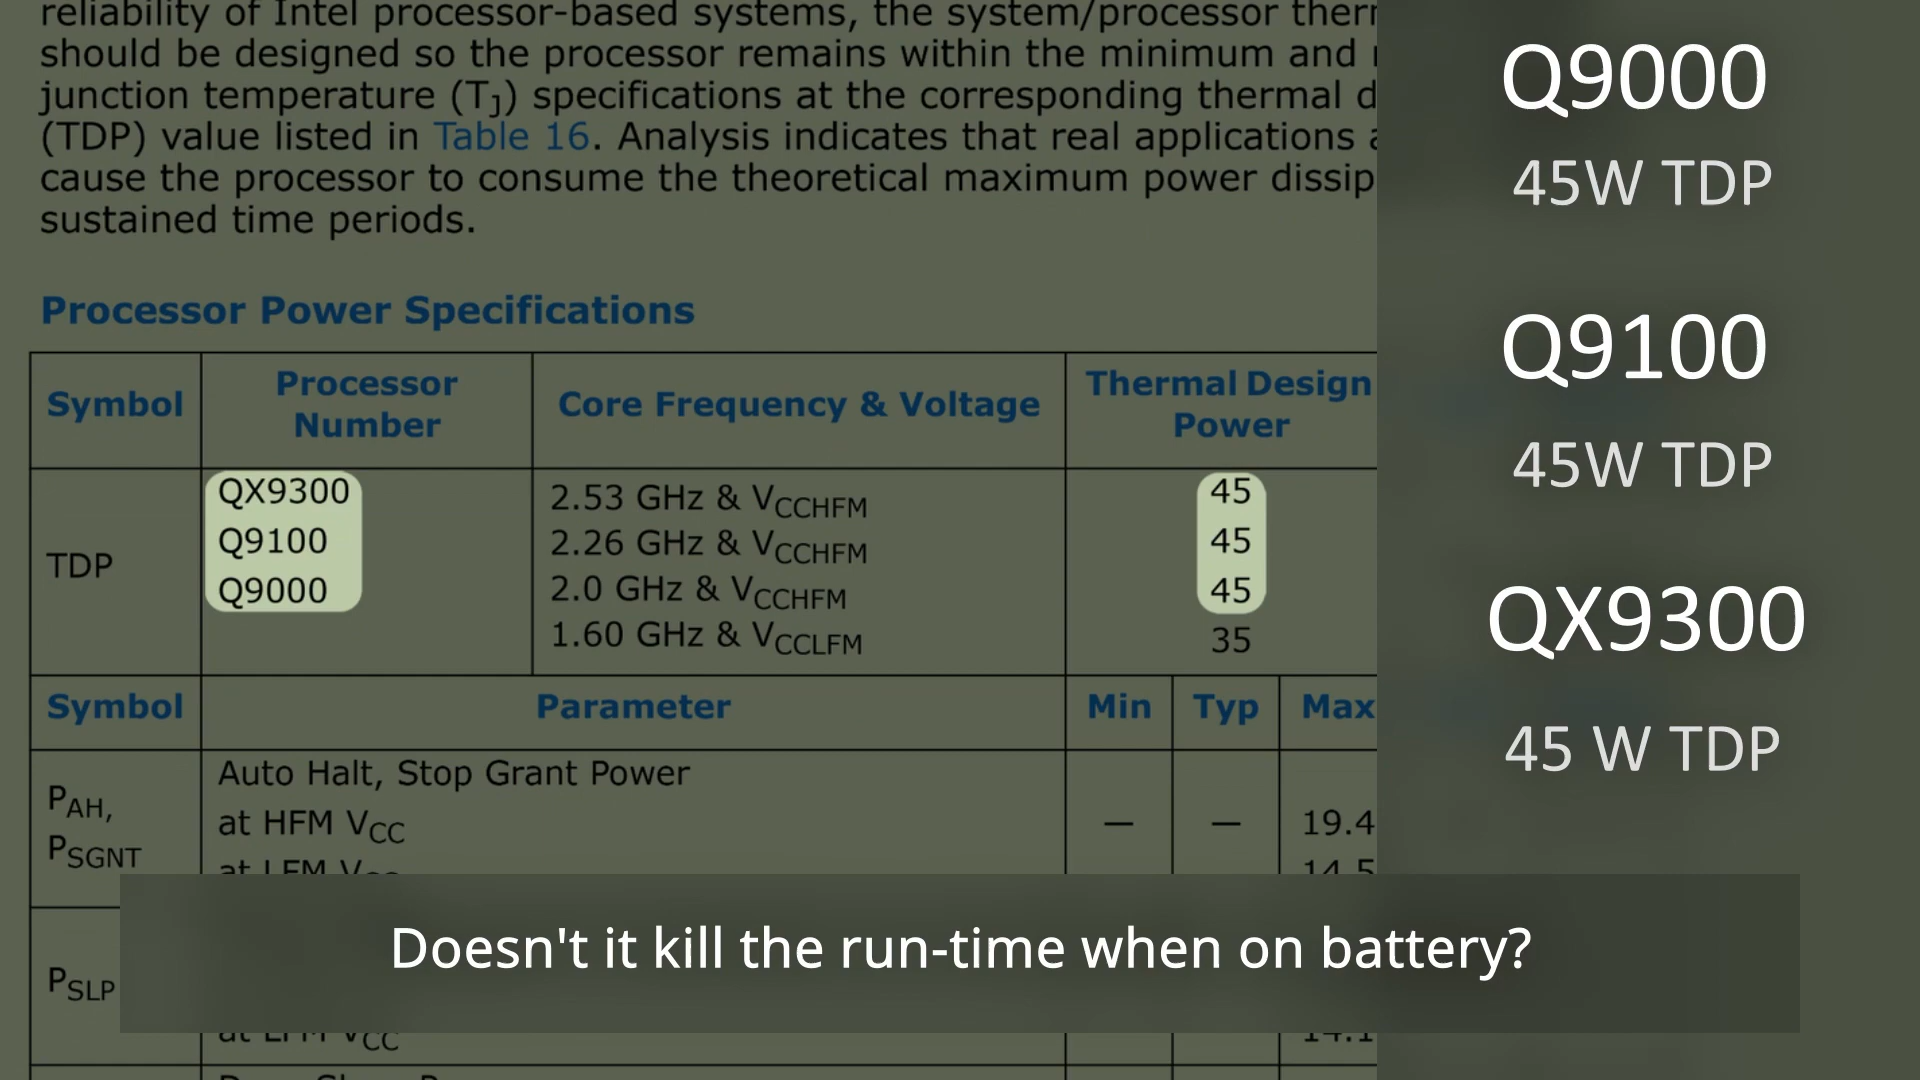 reliability of Intel processor-based systems, the system/processor
should be designed so the processor remains within the minimum and
junction temperature (TJ) specifications at the corresponding thermal
(TDP) value listed in Table 16. Analysis indicates that real applications
cause the processor to consume the theoretical maximum power
sustained time periods.
Processor Power Specifications
Symbol
Processor Number
Core Frequency & Voltage
Thermal Design Power
TDP
QX9300
2.53 GHz & VCCHFM
45
Q9100
2.26 GHz & VCCHFM
45
Q9000
2.0 GHz & VCCHFM
45
1.60 GHz & VCCLFM
35
Symbol
Parameter
Min
Typ
Max
PAH,
PSGNT
Auto Halt, Stop Grant Power
at HFM VCC
—
—
19.4
PSLP
Q9000
45W TDP
Q9100
45W TDP
QX9300
45 W TDP
Doesn't it kill the run-time when on battery?